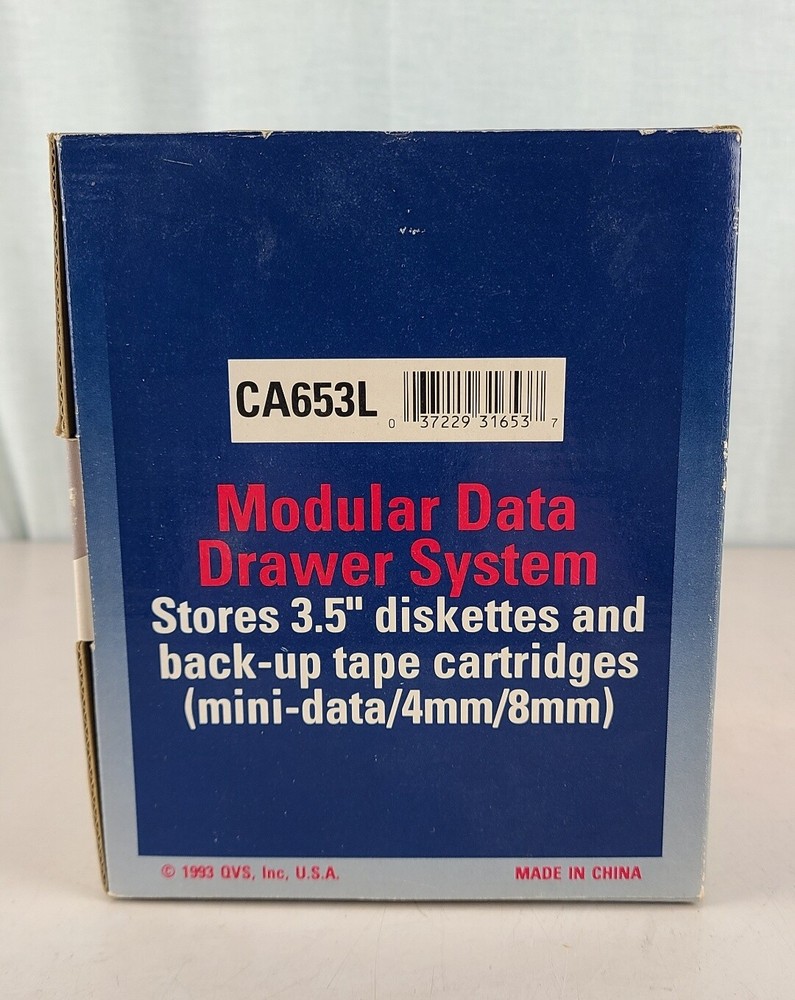 CA653L
0 37229 31653 7
Modular Data
Drawer System
Stores 3.5" diskettes and
back-up tape cartridges
(mini-data/4mm/8mm)
© 1993 QVS, Inc, U.S.A.
MADE IN CHINA